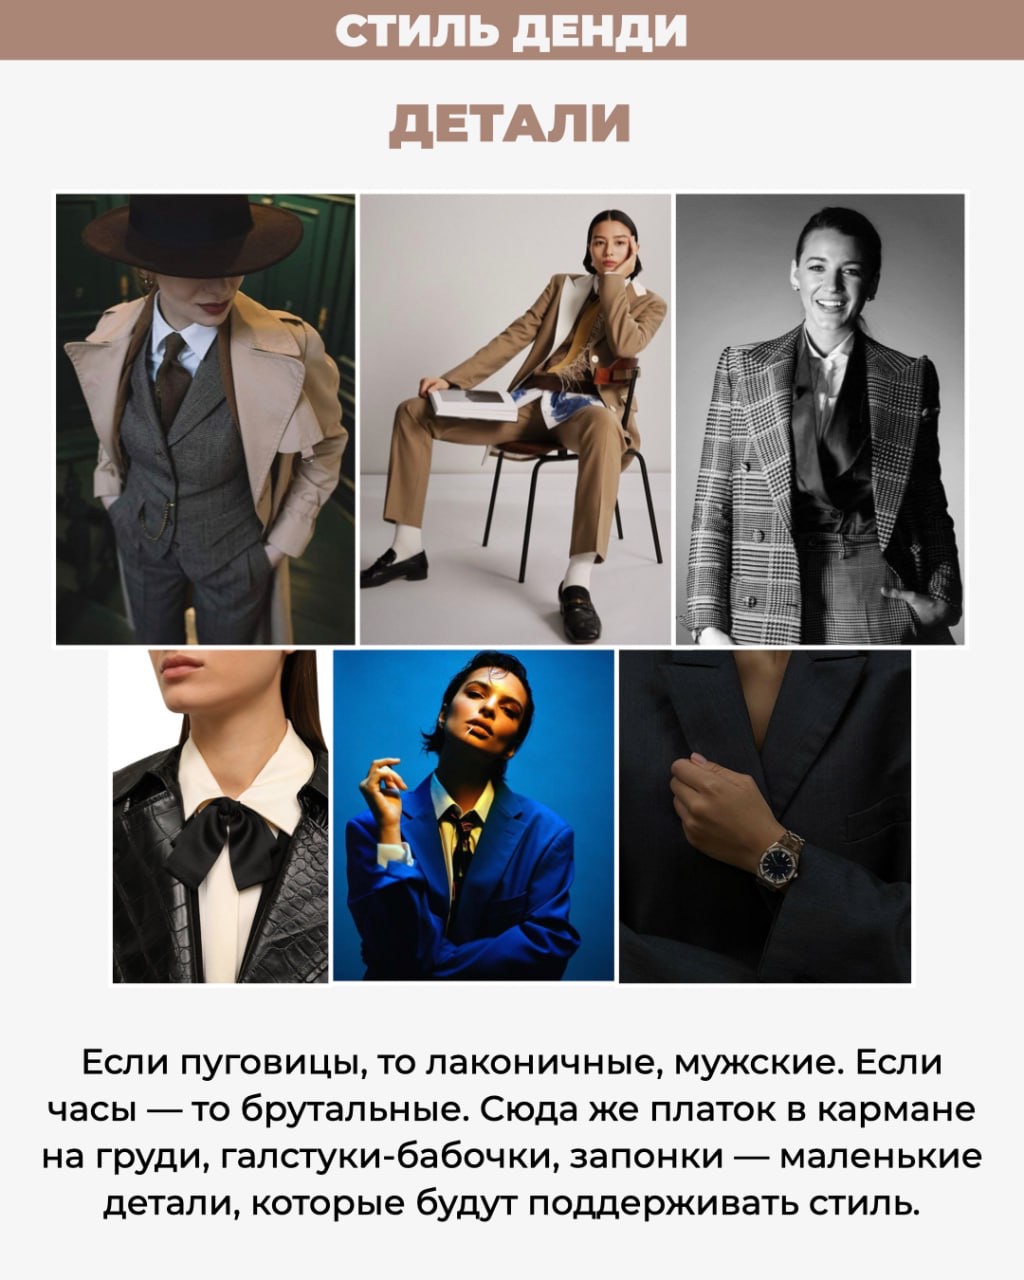 СТИЛЬ ДЕНДИ
ДЕТАЛИ
Если пуговицы, то лаконичные, мужские. Если
часы — то брутальные. Сюда же платок в кармане
на груди, галстуки-бабочки, запонки — маленькие
детали, которые будут поддерживать стиль.